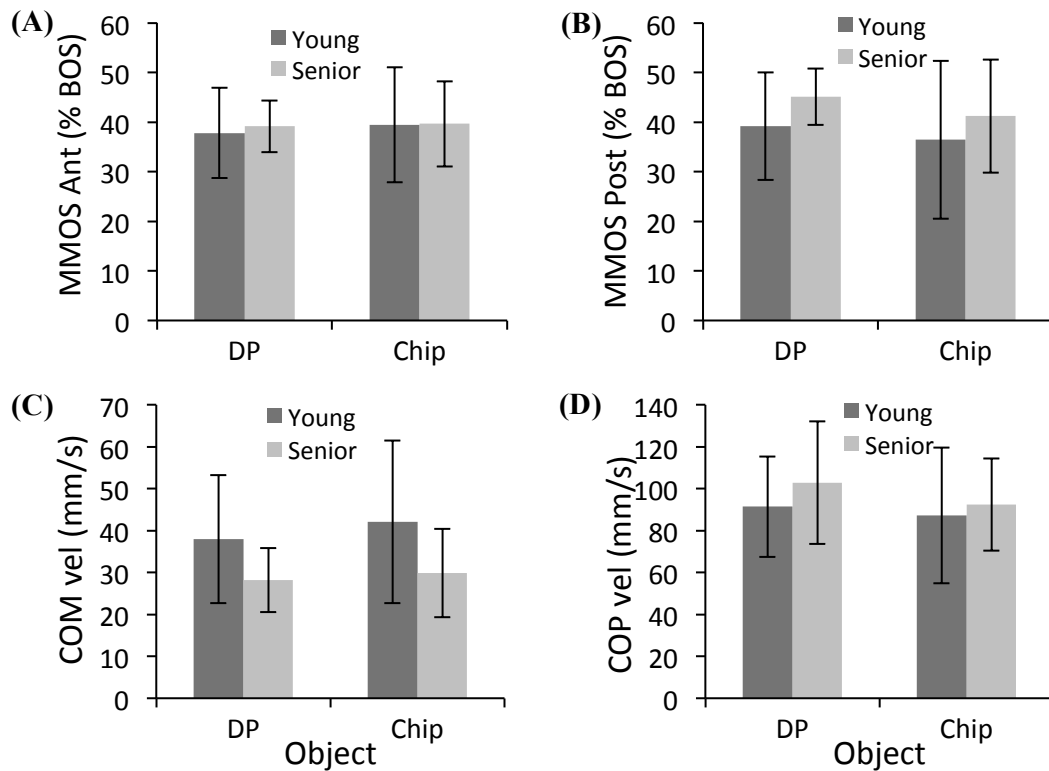 (A)
MMOS Ant (% BOS)
60
50
40
30
20
10
0
Young
Senior
DP Chip
(B)
MMOS Post (% BOS)
60
50
40
30
20
10
0
Young
Senior
DP Chip
(C)
COM vel (mm/s)
70
60
50
40
30
20
10
0
Young
Senior
DP Chip
Object
(D)
COP vel (mm/s)
140
120
100
80
60
40
20
0
Young
Senior
DP Chip
Object